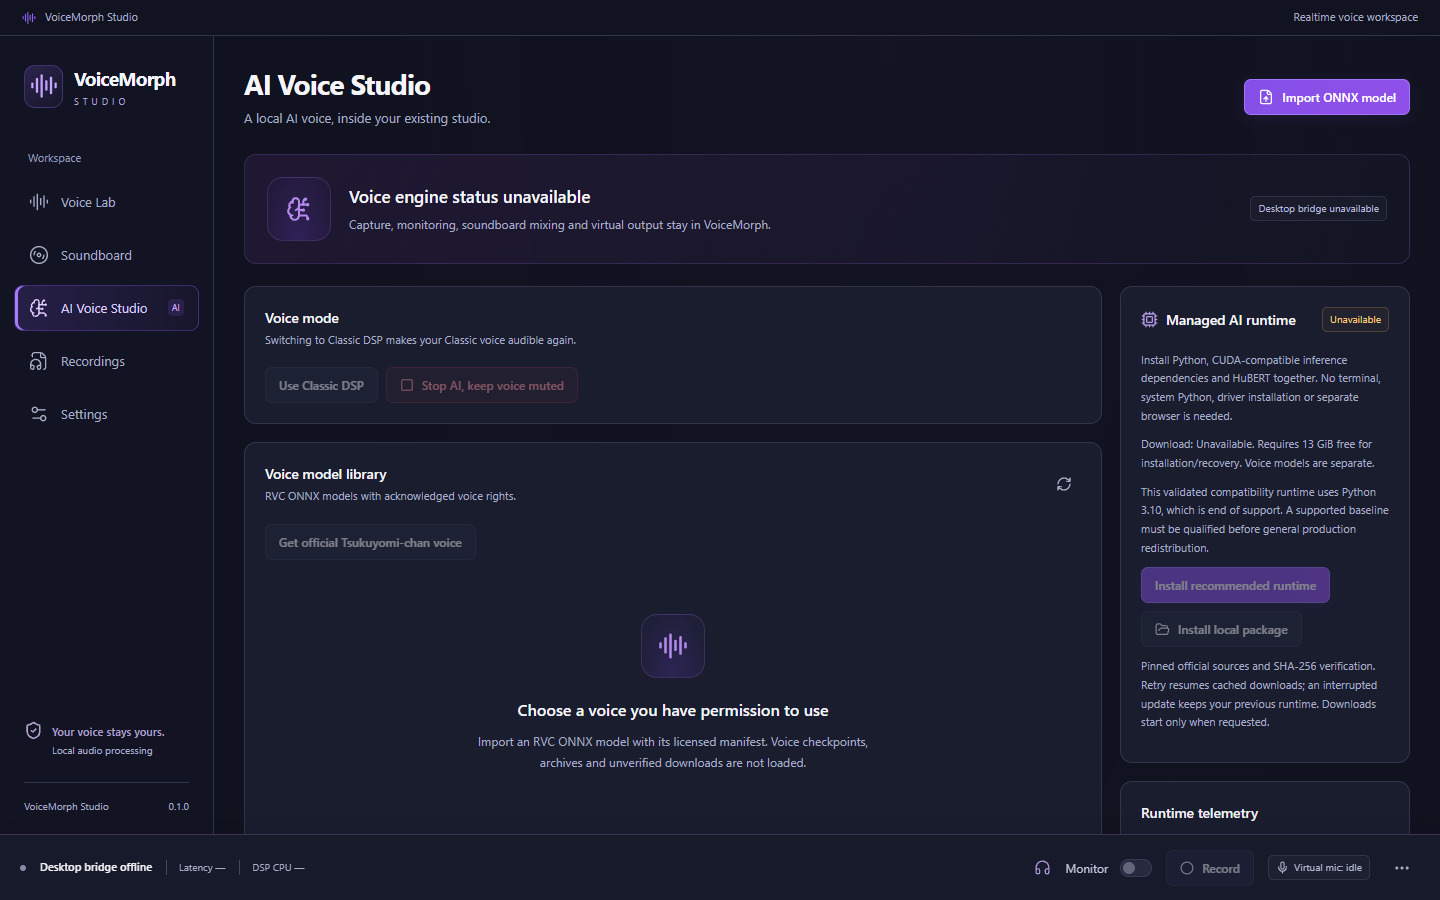 VoiceMorph Studio
Realtime voice workspace
VoiceMorph
STUDIO
Workspace
Voice Lab
Soundboard
AI Voice Studio
AI
Recordings
Settings
Your voice stays yours.
Local audio processing
VoiceMorph Studio
0.1.0
AI Voice Studio
A local AI voice, inside your existing studio.
Import ONNX model
Voice engine status unavailable
Capture, monitoring, soundboard mixing and virtual output stay in VoiceMorph.
Desktop bridge unavailable
Voice mode
Switching to Classic DSP makes your Classic voice audible again.
Use Classic DSP
Stop AI, keep voice muted
Voice model library
RVC ONNX models with acknowledged voice rights.
Get official Tsukuyomi-chan voice
Choose a voice you have permission to use
Import an RVC ONNX model with its licensed manifest. Voice checkpoints,
archives and unverified downloads are not loaded.
Managed AI runtime
Unavailable
Install Python, CUDA-compatible inference
dependencies and HuBERT together. No terminal,
system Python, driver installation or separate
browser is needed.
Download: Unavailable. Requires 13 GiB free for
installation/recovery. Voice models are separate.
This validated compatibility runtime uses Python
3.10, which is end of support. A supported baseline
must be qualified before general production
redistribution.
Install recommended runtime
Install local package
Pinned official sources and SHA-256 verification.
Retry resumes cached downloads; an interrupted
update keeps your previous runtime. Downloads
start only when requested.
Runtime telemetry
Desktop bridge offline
Latency —
DSP CPU —
Monitor
Record
Virtual mic: idle